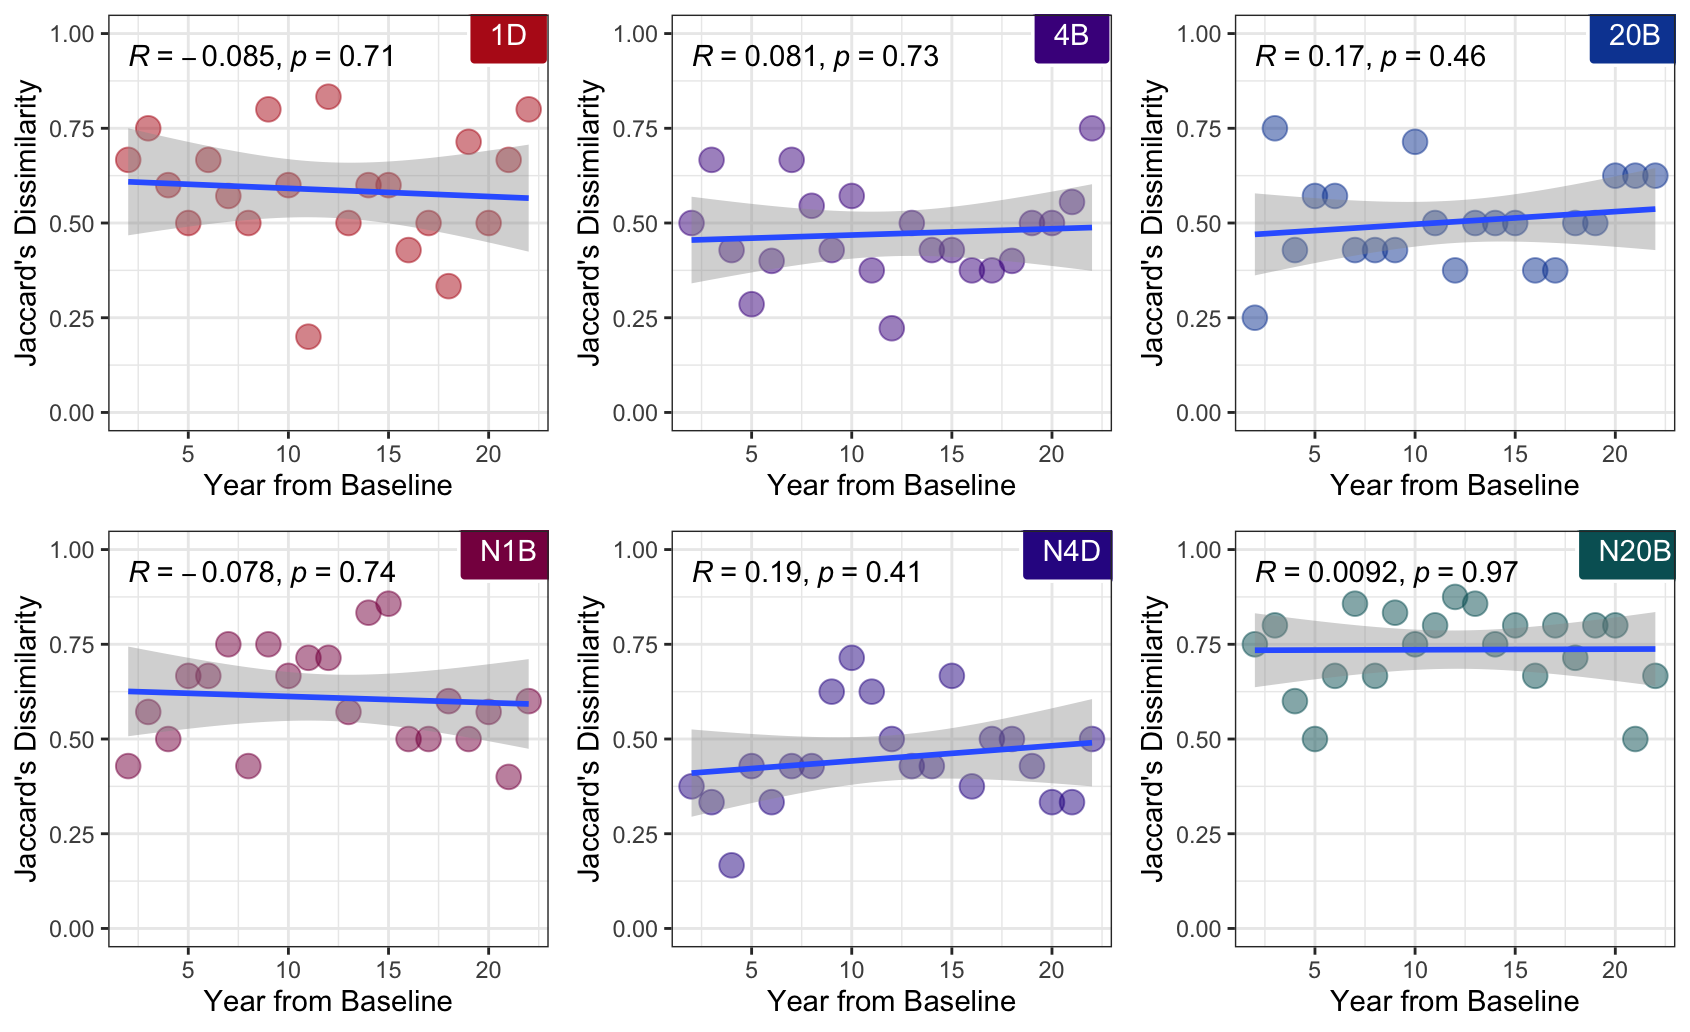 1D
R = −0.085, p = 0.71
Jaccard's Dissimilarity
1.00
0.75
0.50
0.25
0.00
5 10 15 20
Year from Baseline
4B
R = 0.081, p = 0.73
Jaccard's Dissimilarity
1.00
0.75
0.50
0.25
0.00
5 10 15 20
Year from Baseline
20B
R = 0.17, p = 0.46
Jaccard's Dissimilarity
1.00
0.75
0.50
0.25
0.00
5 10 15 20
Year from Baseline
N1B
R = −0.078, p = 0.74
Jaccard's Dissimilarity
1.00
0.75
0.50
0.25
0.00
5 10 15 20
Year from Baseline
N4D
R = 0.19, p = 0.41
Jaccard's Dissimilarity
1.00
0.75
0.50
0.25
0.00
5 10 15 20
Year from Baseline
N20B
R = 0.0092, p = 0.97
Jaccard's Dissimilarity
1.00
0.75
0.50
0.25
0.00
5 10 15 20
Year from Baseline